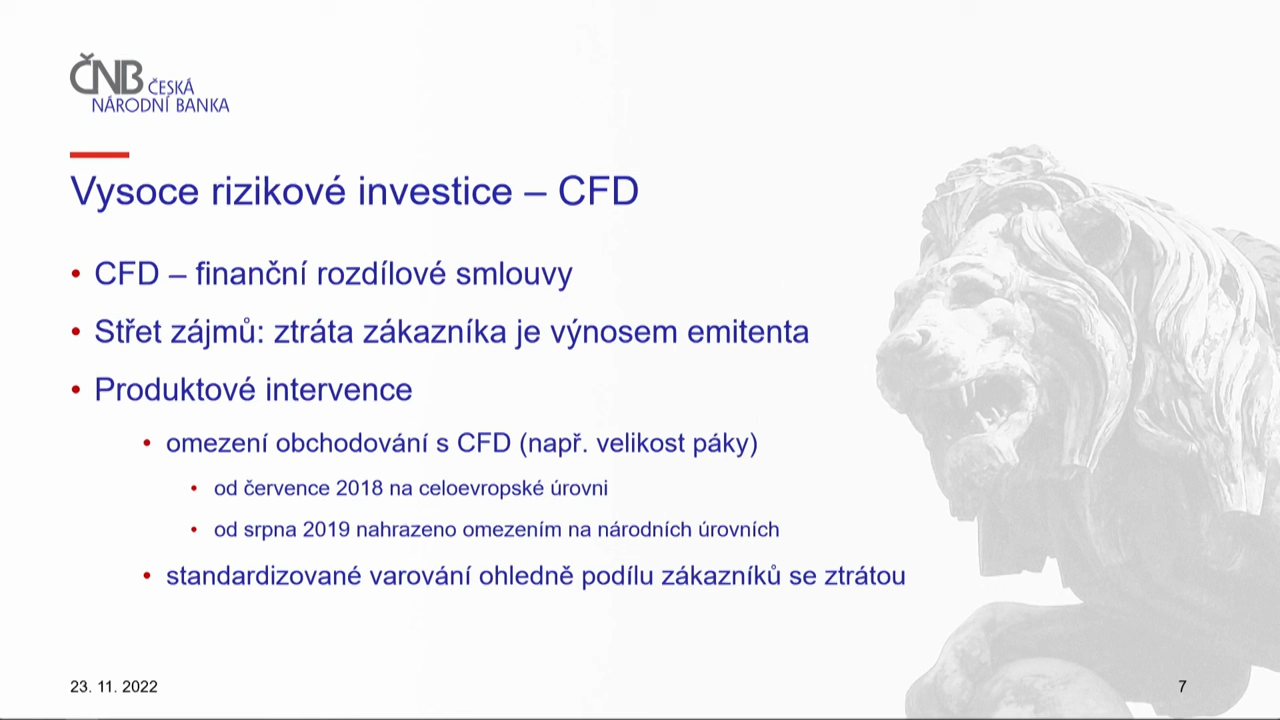 ČNB ČESKÁ
NÁRODNÍ BANKA
Vysoce rizikové investice – CFD
• CFD – finanční rozdílové smlouvy
• Střet zájmů: ztráta zákazníka je výnosem emitenta
• Produktové intervence
• omezení obchodování s CFD (např. velikost páky)
• od července 2018 na celoevropské úrovni
• od srpna 2019 nahrazeno omezením na národních úrovních
• standardizované varování ohledně podílu zákazníků se ztrátou
23. 11. 2022
7